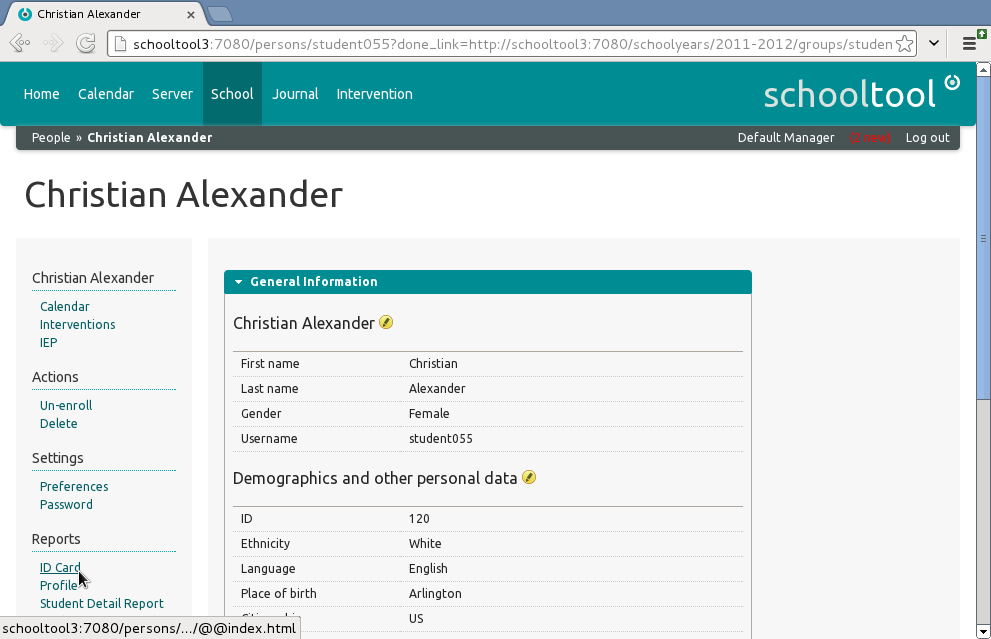 Christian Alexander
schooltool3:7080/persons/student055?done_link=http://schooltool3:7080/schoolyears/2011-2012/groups/studen
Home Calendar Server School Journal Intervention
schooltool
People » Christian Alexander
Default Manager (2 new) Log out
Christian Alexander
Christian Alexander
Calendar
Interventions
IEP
Actions
Un-enroll
Delete
Settings
Preferences
Password
Reports
ID Card
Profile
Student Detail Report
General Information
Christian Alexander
First name Christian
Last name Alexander
Gender Female
Username student055
Demographics and other personal data
ID 120
Ethnicity White
Language English
Place of birth Arlington
US
schooltool3:7080/persons/.../@@index.html